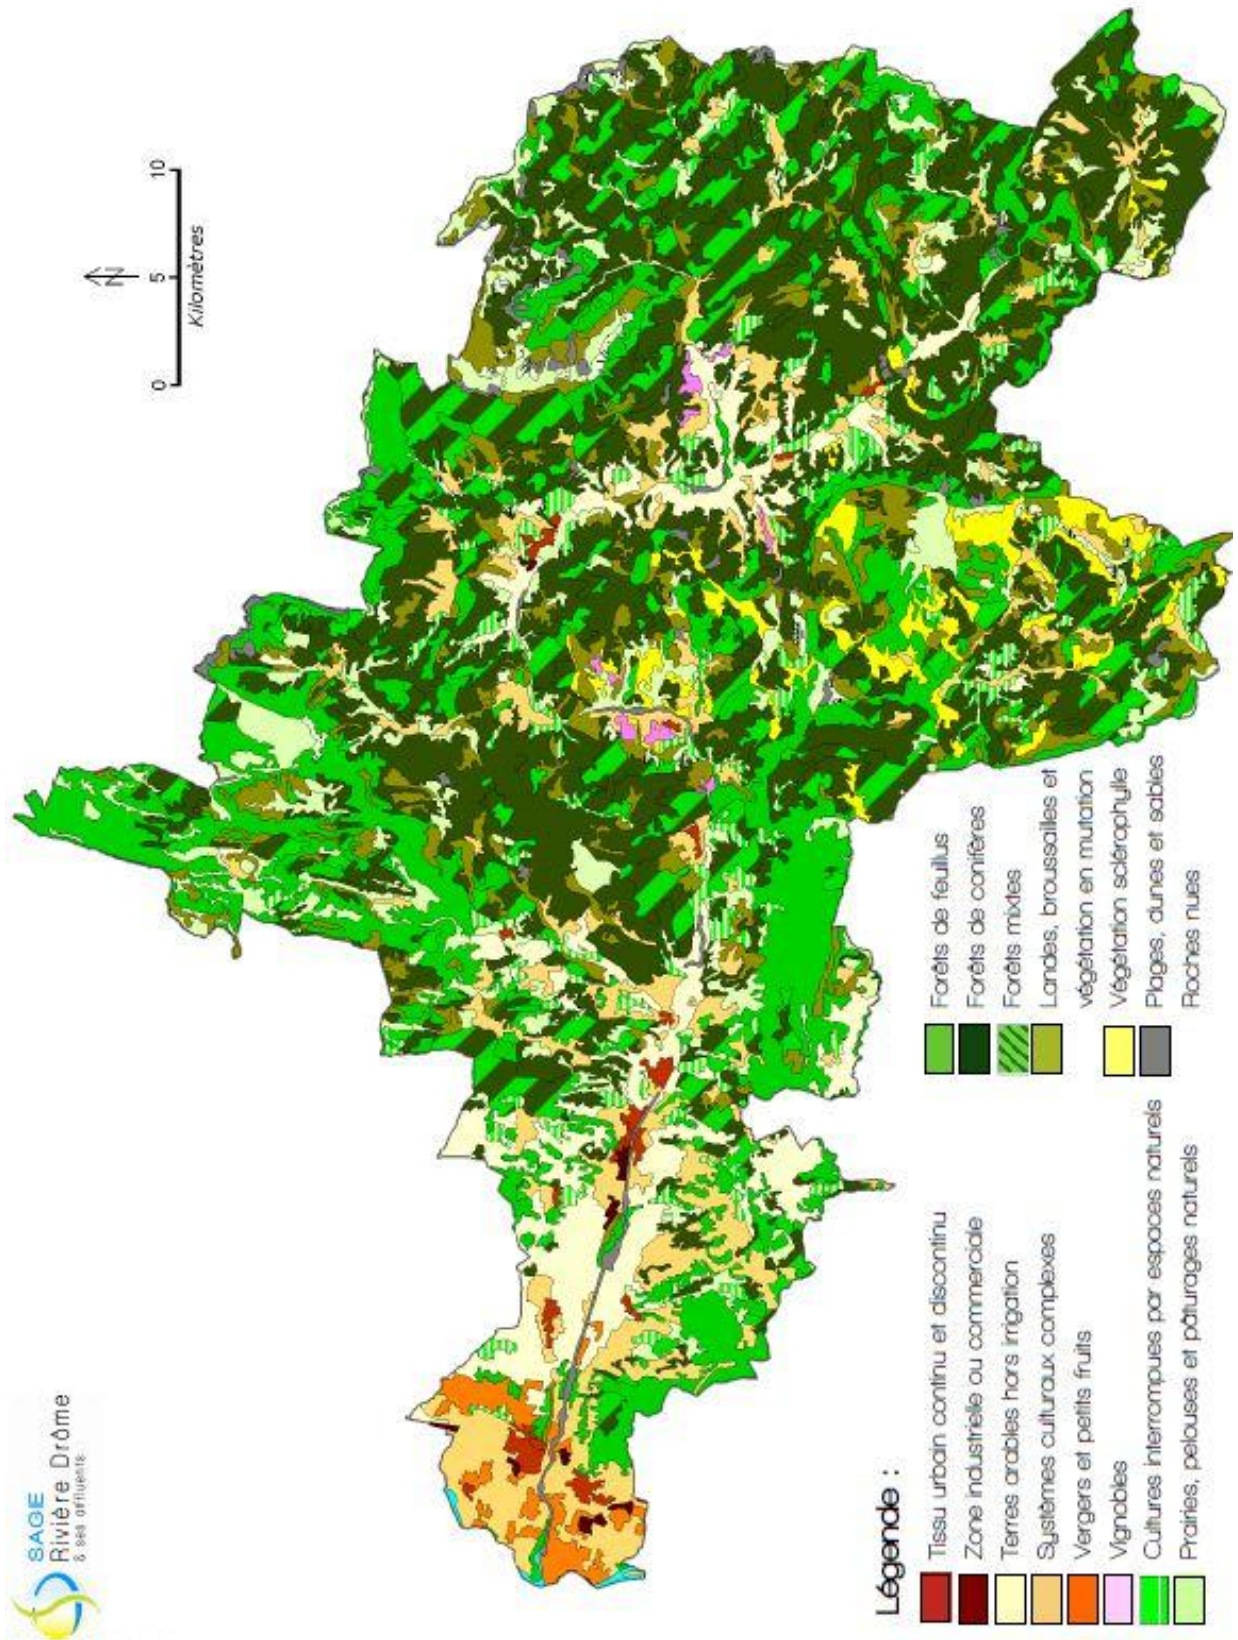 SAGE
Rivière Drôme
& ses affluents
N
0 5 10
Kilomètres
Légende :
Tissu urbain continu et discontinu
Zone industrielle ou commerciale
Terres arables hors irrigation
Systèmes culturaux complexes
Vergers et petits fruits
Vignobles
Cultures interrompues par espaces naturels
Prairies, pelouses et pâturages naturels
Forêts de feuillus
Forêts de conifères
Forêts mixtes
Landes, broussailles et
végétation en mutation
Végétation sclérophylle
Plages, dunes et sables
Roches nues